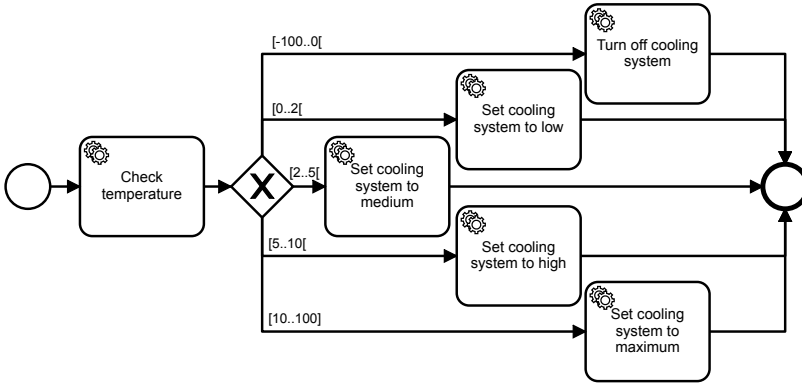 [-100..0[
Turn off cooling
system
[0..2[
Set cooling
system to low
Check
temperature
X
[2..5[
Set cooling
system to
medium
[5..10[
Set cooling
system to high
[10..100]
Set cooling
system to
maximum